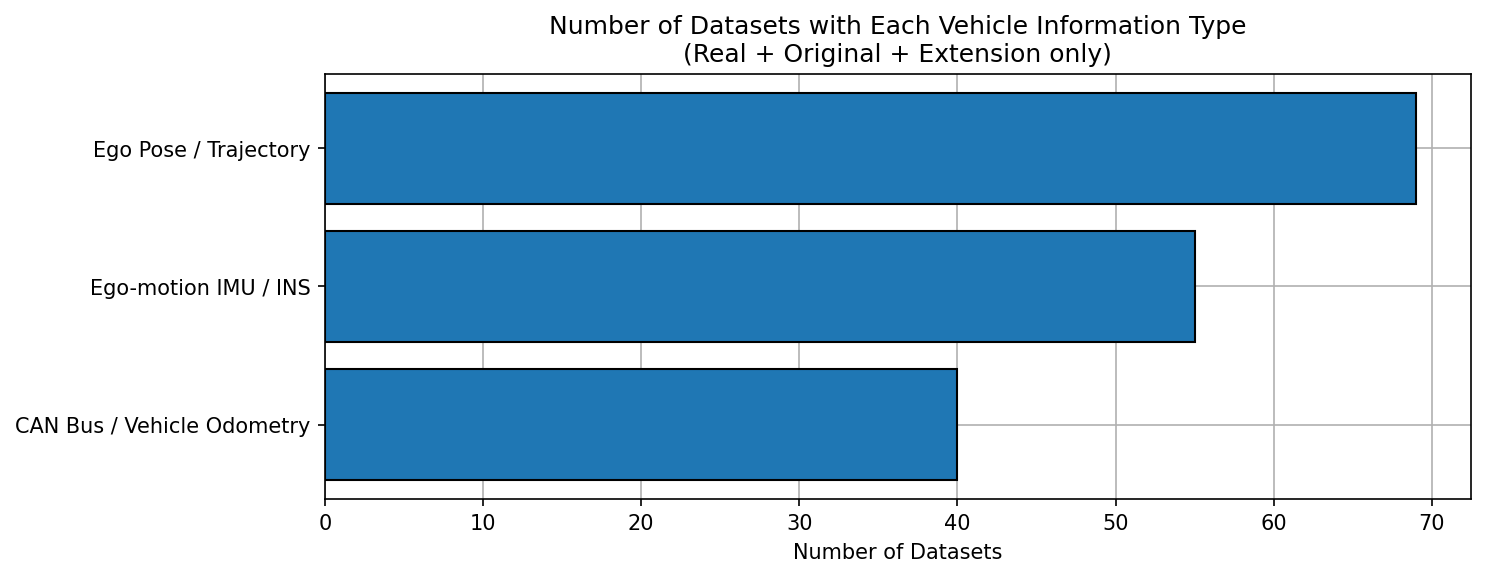 Number of Datasets with Each Vehicle Information Type
(Real + Original + Extension only)
Ego Pose / Trajectory
Ego-motion IMU / INS
CAN Bus / Vehicle Odometry
0 10 20 30 40 50 60 70
Number of Datasets